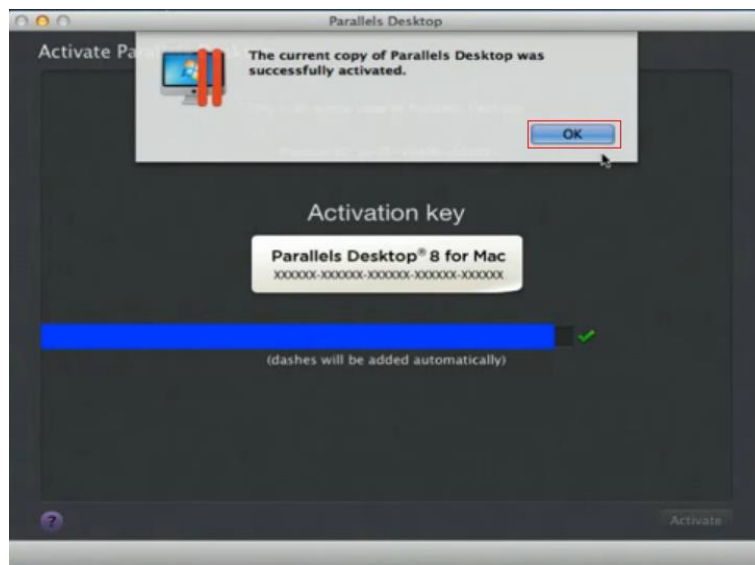 Parallels Desktop
Activate Pa
The current copy of Parallels Desktop was
successfully activated.
OK
Activation key
Parallels Desktop® 8 for Mac
XXXXXX-XXXXXX-XXXXXX-XXXXXX-XXXXXX
(dashes will be added automatically)
?
Activate